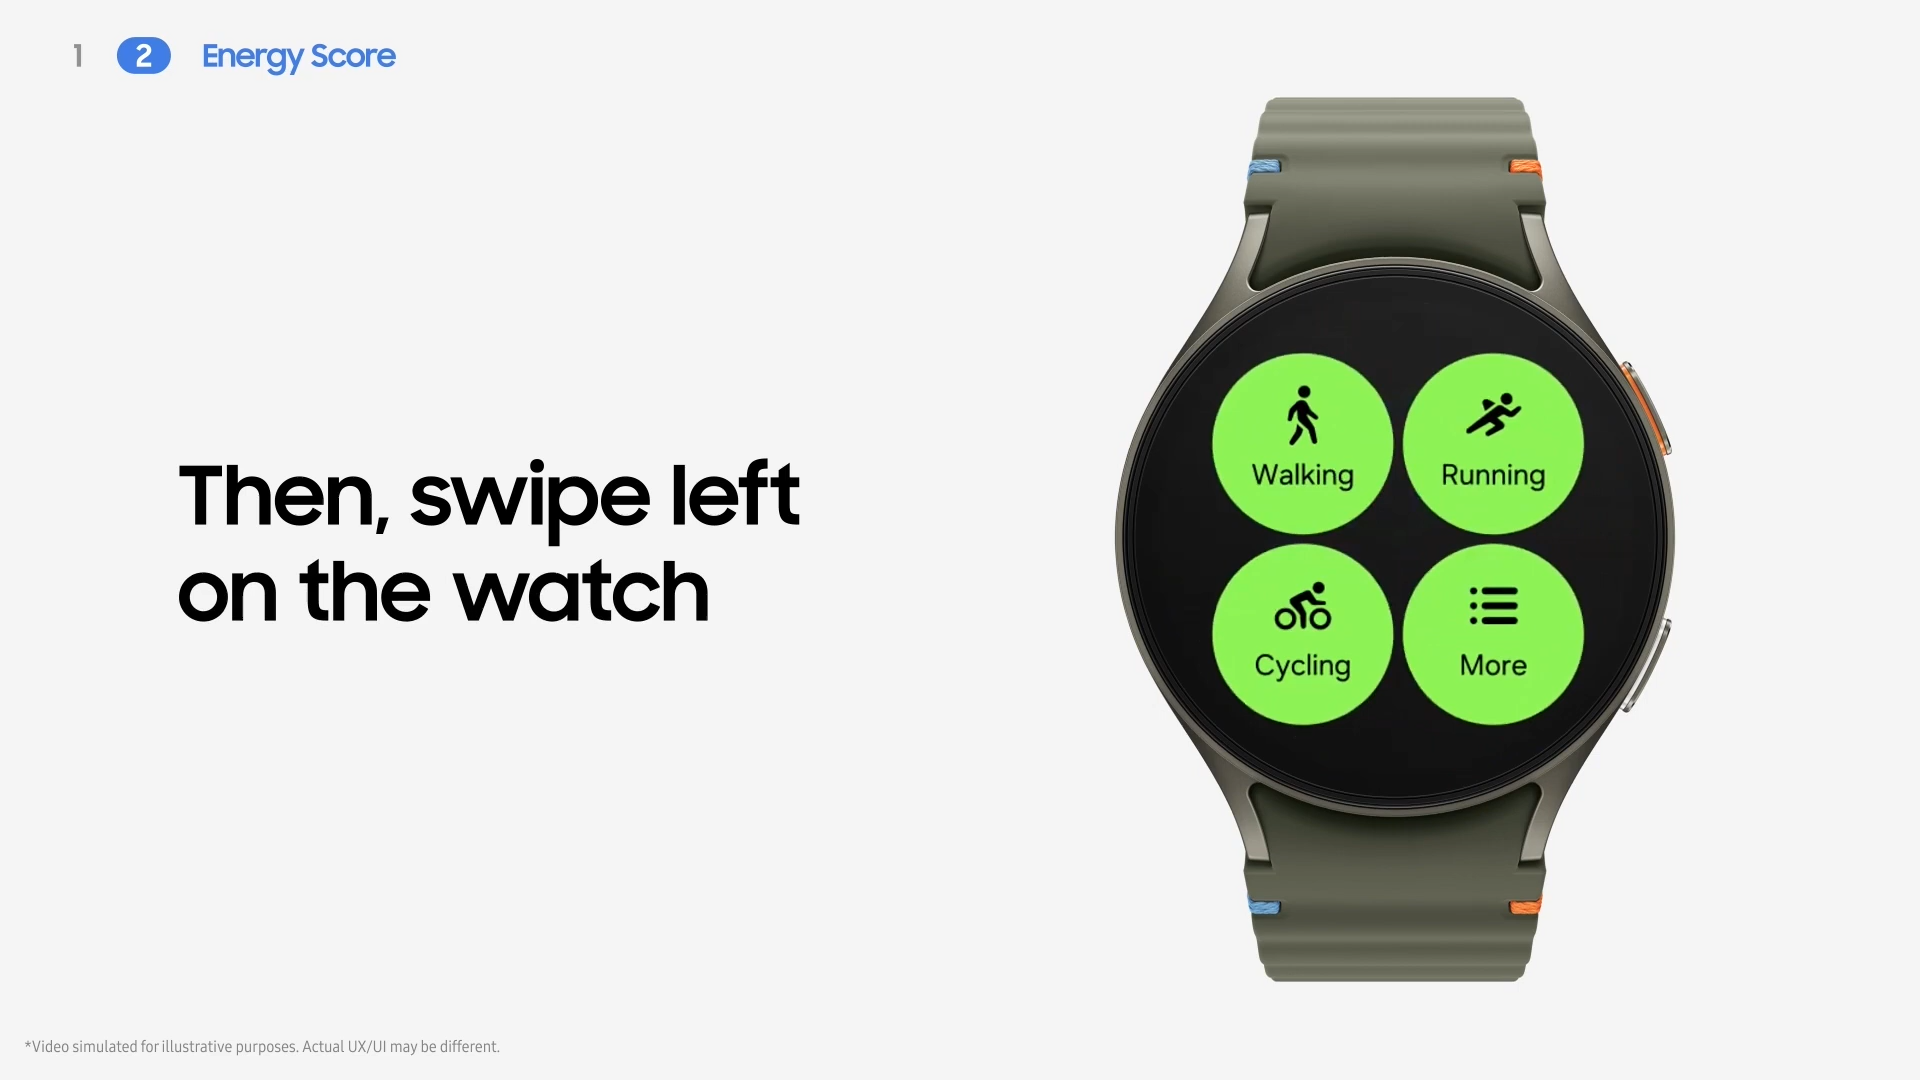 1 2 Energy Score
Then, swipe left
on the watch
Walking
Running
Cycling
More
*Video simulated for illustrative purposes. Actual UX/UI may be different.